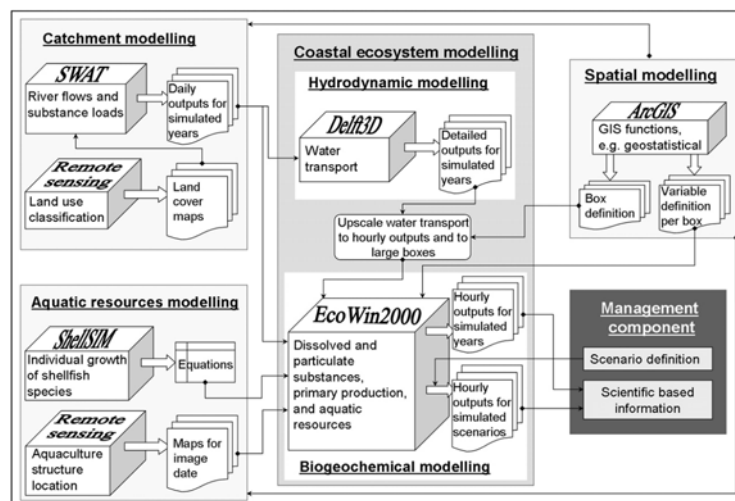 Catchment modelling
SWAT
River flows and
substance loads
Daily
outputs for
simulated
years
Remote
sensing
Land use
classification
Land
cover
maps
Aquatic resources modelling
ShellSIM
Individual growth
of shellfish
species
Equations
Remote
sensing
Aquaculture
structure
location
Maps for
image
date
Coastal ecosystem modelling
Hydrodynamic modelling
Delft3D
Water
transport
Detailed
outputs for
simulated
years
Upscale water transport
to hourly outputs and to
large boxes
EcoWin2000
Dissolved and
particulate
substances,
primary production,
and aquatic
resources
Hourly
outputs for
simulated
years
Hourly
outputs for
simulated
scenarios
Biogeochemical modelling
Spatial modelling
ArcGIS
GIS functions,
e.g. geostatistical
Box
definition
Variable
definition
per box
Management
component
Scenario definition
Scientific based
information